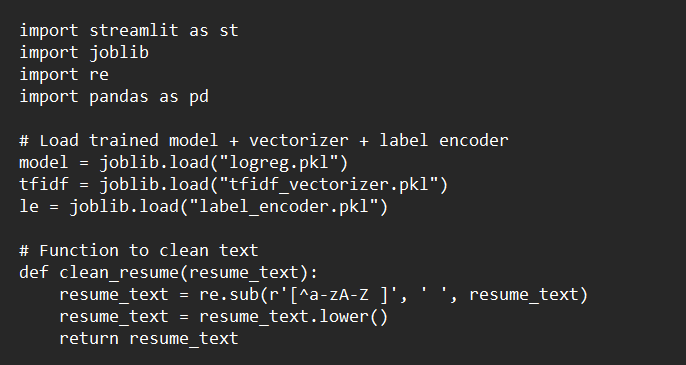 import streamlit as st
import joblib
import re
import pandas as pd

# Load trained model + vectorizer + label encoder
model = joblib.load("logreg.pkl")
tfidf = joblib.load("tfidf_vectorizer.pkl")
le = joblib.load("label_encoder.pkl")

# Function to clean text
def clean_resume(resume_text):
    resume_text = re.sub(r'[^a-zA-Z ]', ' ', resume_text)
    resume_text = resume_text.lower()
    return resume_text